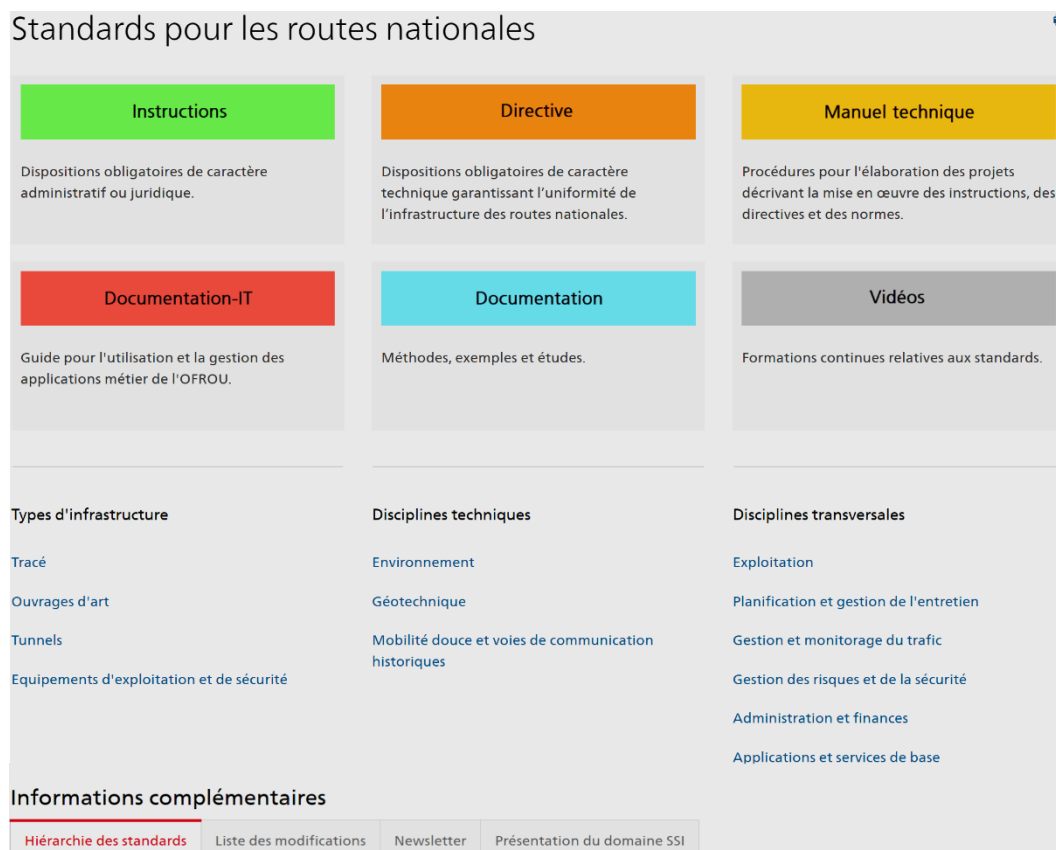 Standards pour les routes nationales
Instructions
Dispositions obligatoires de caractère
administratif ou juridique.
Directive
Dispositions obligatoires de caractère
technique garantissant l’uniformité de
l’infrastructure des routes nationales.
Manuel technique
Procédures pour l'élaboration des projets
décrivant la mise en œuvre des instructions, des
directives et des normes.
Documentation-IT
Guide pour l'utilisation et la gestion des
applications métier de l'OFROU.
Documentation
Méthodes, exemples et études.
Vidéos
Formations continues relatives aux standards.
Types d'infrastructure
Tracé
Ouvrages d'art
Tunnels
Equipements d'exploitation et de sécurité
Disciplines techniques
Environnement
Géotechnique
Mobilité douce et voies de communication
historiques
Disciplines transversales
Exploitation
Planification et gestion de l'entretien
Gestion et monitorage du trafic
Gestion des risques et de la sécurité
Administration et finances
Applications et services de base
Informations complémentaires
Hiérarchie des standards
Liste des modifications
Newsletter
Présentation du domaine SSI